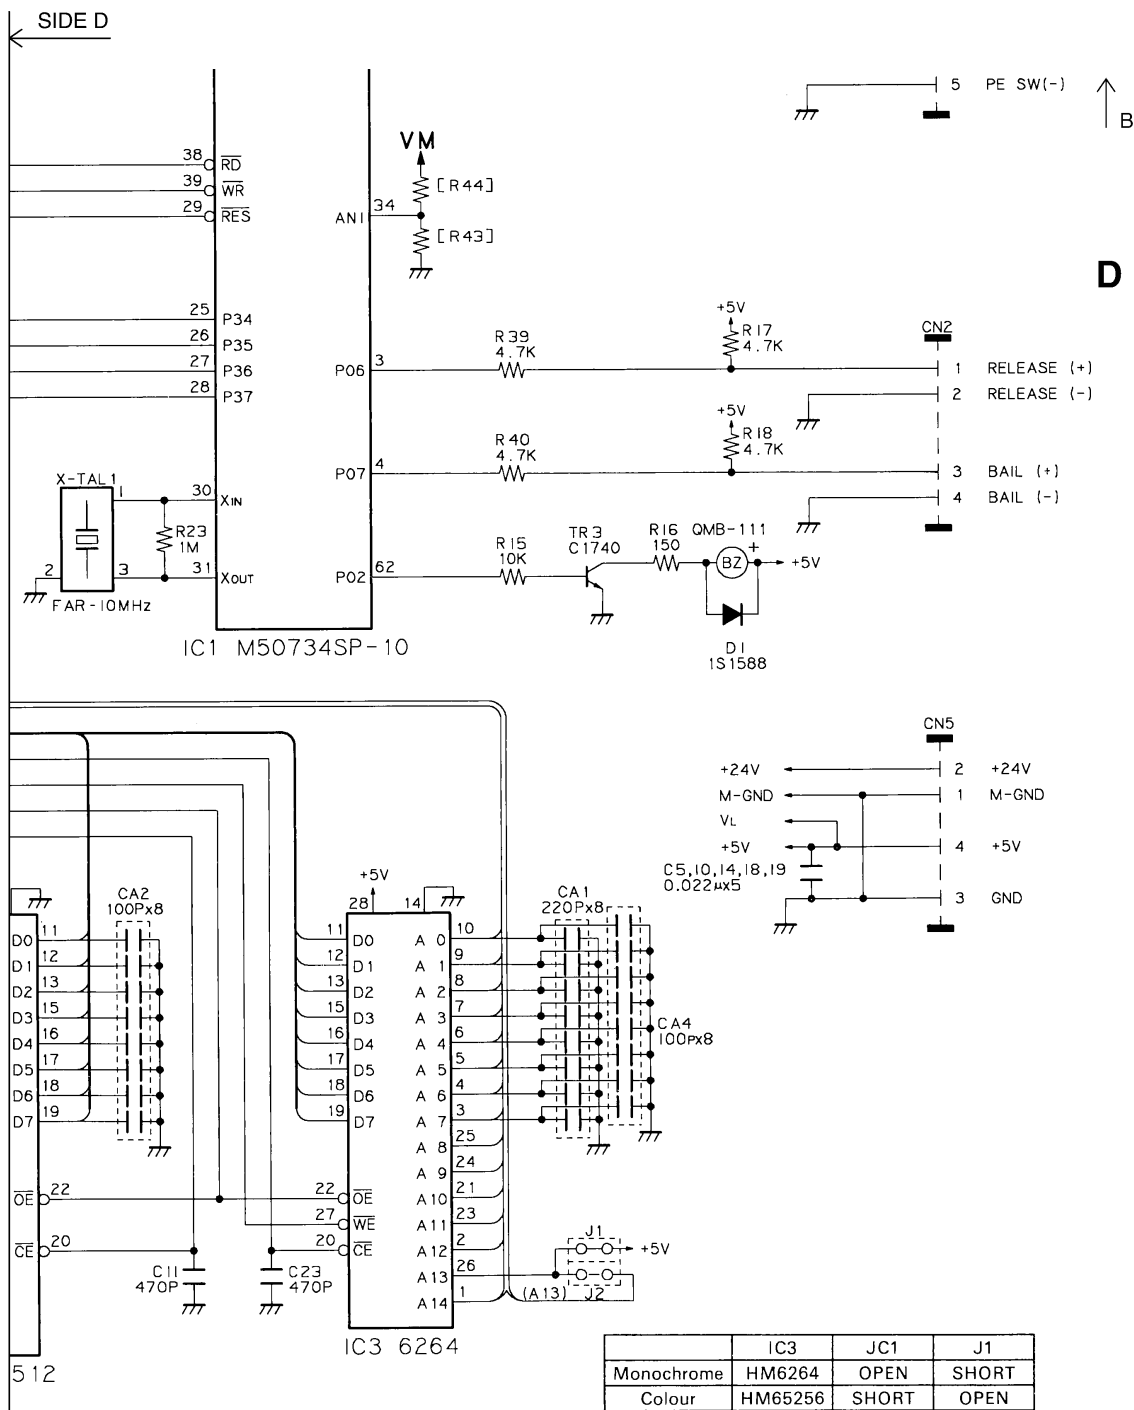 SIDE D
5 PE SW(-)
B
VM
38 RD
[R44]
39 WR
29 RES
AN1 34
[R43]
D
25 P34
26 P35
27 P36
28 P37
+5V
R17
4.7K
CN2
R39
4.7K
P06 3
1 RELEASE (+)
2 RELEASE (-)
+5V
R18
4.7K
R40
4.7K
P07 4
3 BAIL (+)
4 BAIL (-)
X-TAL1
1
30 XIN
R23
1M
2
3
31 XOUT
FAR-10MHz
P02 62
R15
10K
TR3
C1740
R16
150
QMB-111
BZ
+
+5V
D1
1S1588
IC1 M50734SP-10
CN5
+24V 2 +24V
M-GND 1 M-GND
VL
+5V 4 +5V
C5,10,14,18,19
0.022µx5
3 GND
CA2
100Px8
+5V
28
14
CA1
220Px8
D0 11
D1 12
D2 13
D3 15
D4 16
D5 17
D6 18
D7 19
11 D0 A 0 10
12 D1 A 1 9
13 D2 A 2 8
15 D3 A 3 7
16 D4 A 4 6
17 D5 A 5 5
18 D6 A 6 4
19 D7 A 7 3
CA4
100Px8
A 8 25
A 9 24
OE 22
22 OE A10 21
27 WE A11 23
CE 20
20 CE A12 2
A13 26
A14 1
J1
+5V
J2
(A13)
C11
470P
C23
470P
IC3 6264
512
IC3 JC1 J1
Monochrome HM6264 OPEN SHORT
Colour HM65256 SHORT OPEN